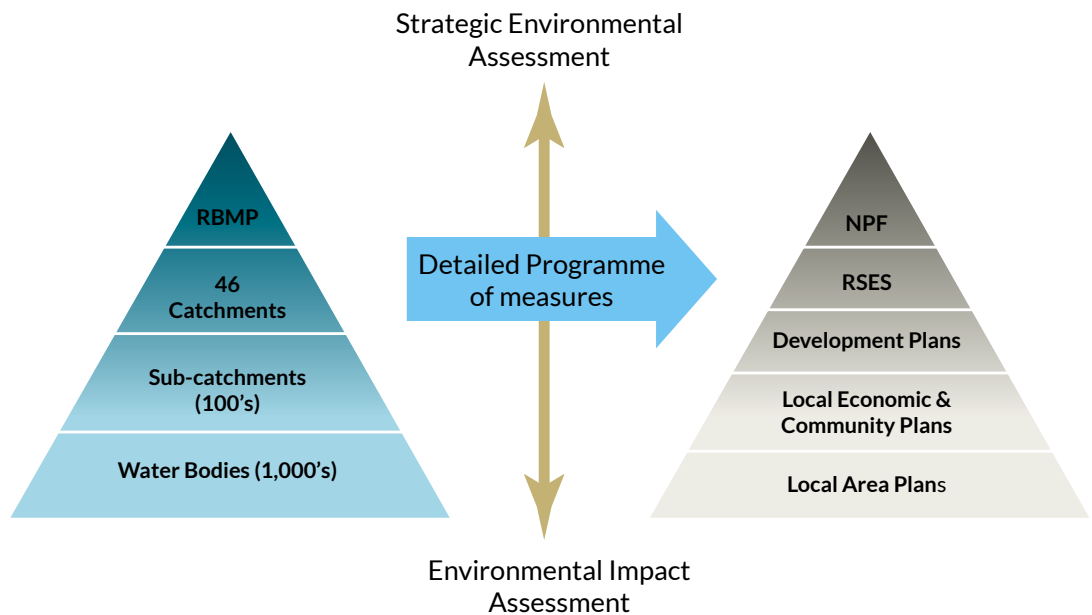 Strategic Environmental
Assessment
RBMP
46
Catchments
Sub-catchments
(100's)
Water Bodies (1,000's)
Detailed Programme
of measures
NPF
RSES
Development Plans
Local Economic &
Community Plans
Local Area Plans
Environmental Impact
Assessment